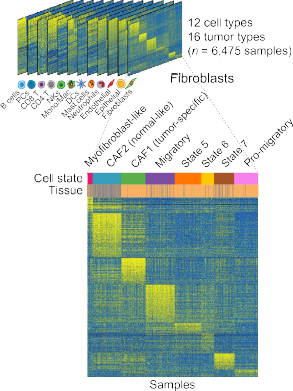 12 cell types
16 tumor types
(n = 6,475 samples)
Fibroblasts
B cells
PCs
CD8 T
CD4 T
NKs
Mono/Mac
DCs
Mast cells
Neutrophils
Endothelial
Epithelial
Fibroblasts
Myofibroblast-like
CAF2 (normal-like)
CAF1 (tumor-specific)
Migratory
State 5
State 6
State 7
Pro-migratory
Cell state
Tissue
Samples